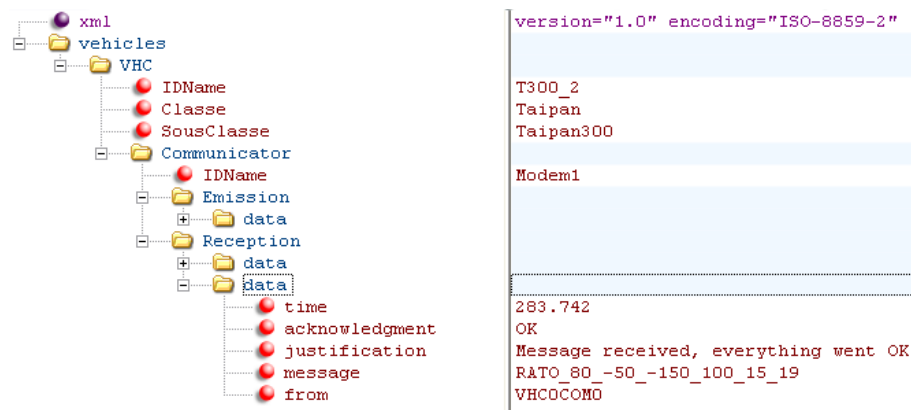 xml version="1.0" encoding="ISO-8859-2"
vehicles
VHC
IDName T300_2
Classe Taipan
SousClasse Taipan300
Communicator
IDName Modem1
Emission
data
Reception
data
data
time 283.742
acknowledgment OK
justification Message received, everything went OK
message RATO_80_-50_-150_100_15_19
from VHC0COM0